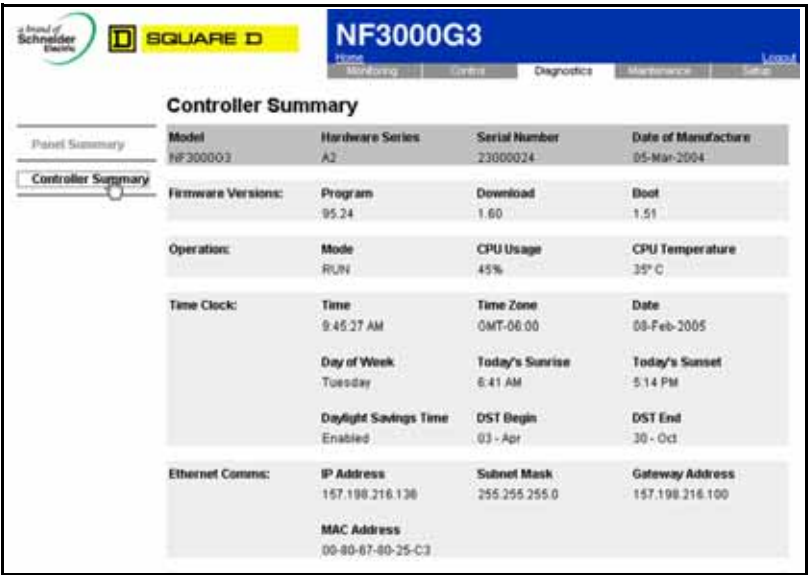 a brand of
Schneider
Electric
SQUARE D
NF3000G3
Home
Logout
Monitoring Control Diagnostics Maintenance Setup
Controller Summary
Panel Summary
Controller Summary
Model Hardware Series Serial Number Date of Manufacture
NF3000G3 A2 23000024 05-Mar-2004
Firmware Versions: Program Download Boot
95.24 1.60 1.51
Operation: Mode CPU Usage CPU Temperature
RUN 45% 35° C
Time Clock: Time Time Zone Date
9:45:27 AM GMT-06:00 08-Feb-2005
Day of Week Today's Sunrise Today's Sunset
Tuesday 6:41 AM 5:14 PM
Daylight Savings Time DST Begin DST End
Enabled 03 - Apr 30 - Oct
Ethernet Comms: IP Address Subnet Mask Gateway Address
157.198.216.136 255.255.255.0 157.198.216.100
MAC Address
00-80-67-80-25-C3